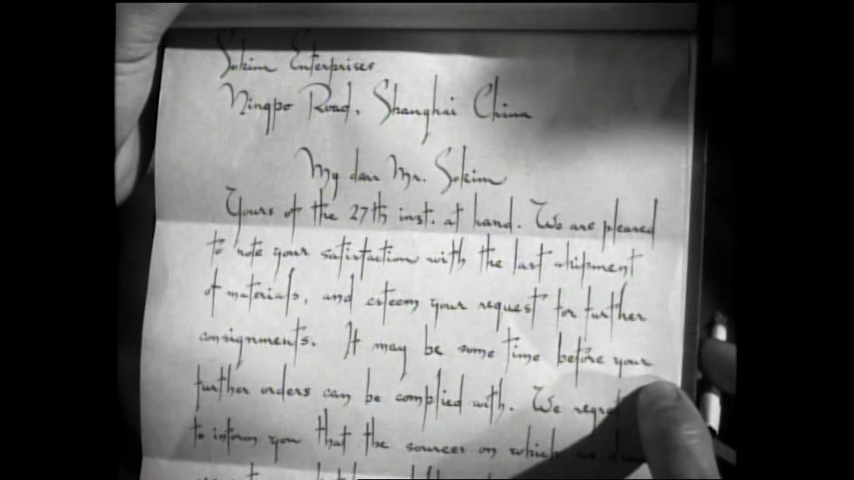 Sokim Enterprises
Ningpo Road, Shanghai China
My dear Mr. Sokim
Yours of the 27th inst. at hand. We are pleased
to note your satisfaction with the last shipment
of materials, and esteem your request for further
consignments. It may be some time before your
further orders can be complied with. We regret
to inform you that the sources on which we